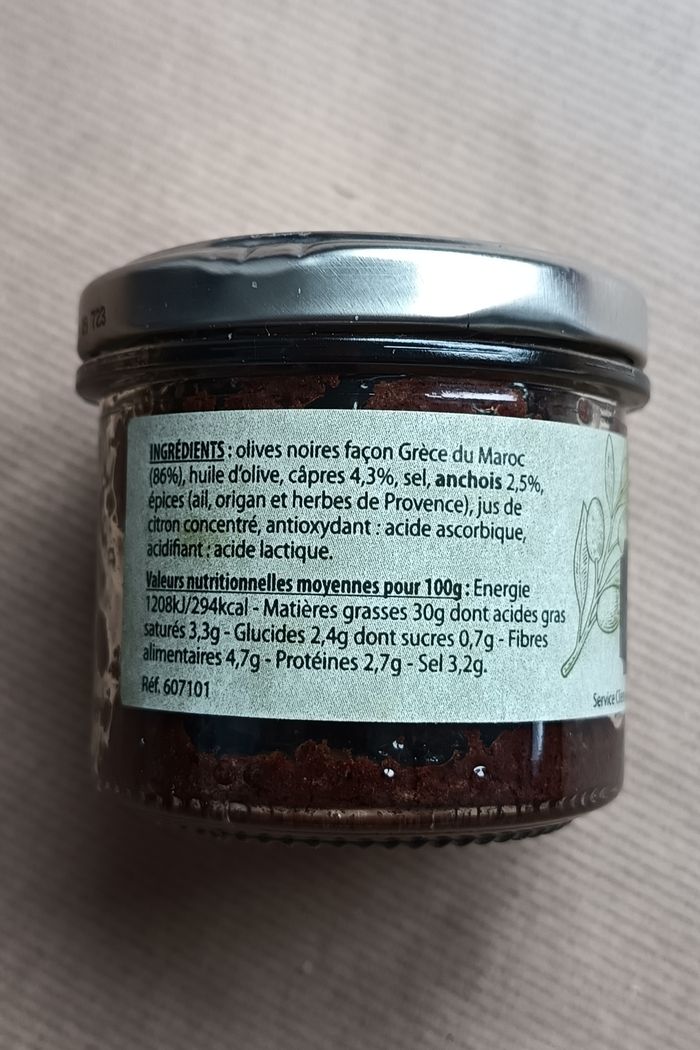 723
INGRÉDIENTS : olives noires façon Grèce du Maroc
(86%), huile d'olive, câpres 4,3%, sel, anchois 2,5%,
épices (ail, origan et herbes de Provence), jus de
citron concentré, antioxydant : acide ascorbique,
acidifiant : acide lactique.
Valeurs nutritionnelles moyennes pour 100g : Energie
1208kJ/294kcal - Matières grasses 30g dont acides gras
saturés 3,3g - Glucides 2,4g dont sucres 0,7g - Fibres
alimentaires 4,7g - Protéines 2,7g - Sel 3,2g.
Réf. 607101
Service